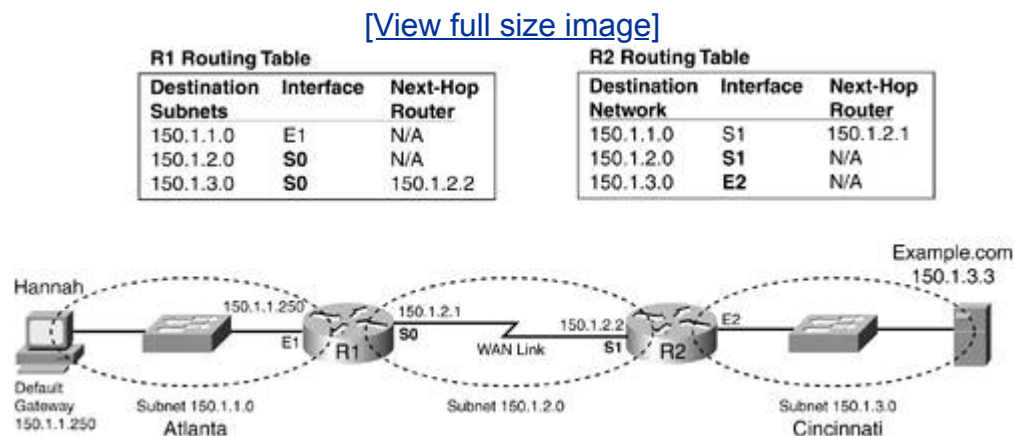 [View full size image]
R1 Routing Table
Destination Subnets Interface Next-Hop Router
150.1.1.0 E1 N/A
150.1.2.0 S0 N/A
150.1.3.0 S0 150.1.2.2
R2 Routing Table
Destination Network Interface Next-Hop Router
150.1.1.0 S1 150.1.2.1
150.1.2.0 S1 N/A
150.1.3.0 E2 N/A
Example.com
150.1.3.3
Hannah
150.1.1.250
E1
R1
150.1.2.1
S0
WAN Link
150.1.2.2
S1
R2
E2
Default
Gateway
150.1.1.250
Subnet 150.1.1.0
Atlanta
Subnet 150.1.2.0
Subnet 150.1.3.0
Cincinnati